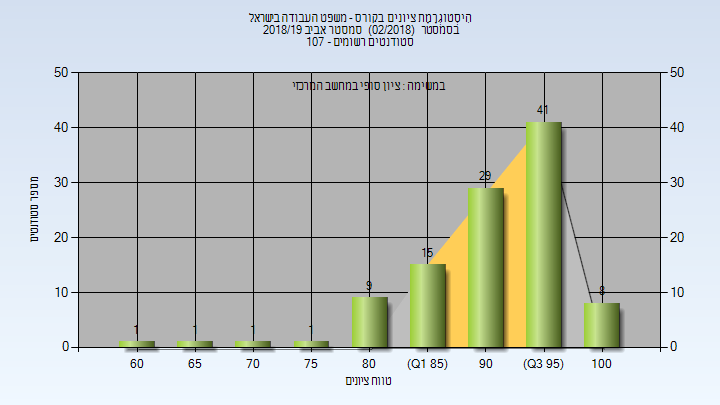 היסטוגרמת ציונים בקורס - משפט העבודה בישראל
בסמסטר (02/2018) סמסטר אביב 2018/19
סטודנטים רשומים - 107
במשימה : ציון סופי במחשב המרכזי
50 50
41
40 40
מספר סטודנטים
30 29 30
20 20
15
10 9 8 10
1 1 1 1
0 0
60 65 70 75 80 (Q1 85) 90 (Q3 95) 100
טווח ציונים